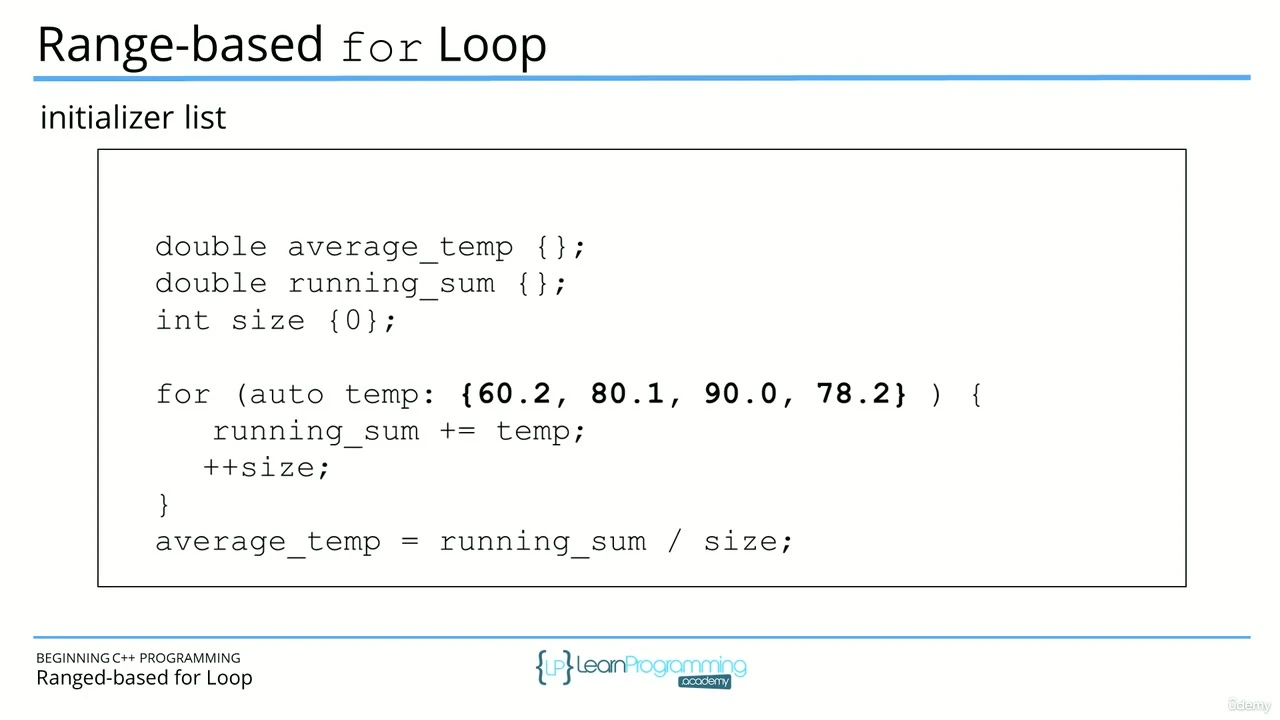 Range-based for Loop
initializer list
double average_temp {};
double running_sum {};
int size {0};
for (auto temp: {60.2, 80.1, 90.0, 78.2} ) {
running_sum += temp;
++size;
}
average_temp = running_sum / size;
BEGINNING C++ PROGRAMMING
Ranged-based for Loop
{LP} LearnProgramming
.academy
ûdemy